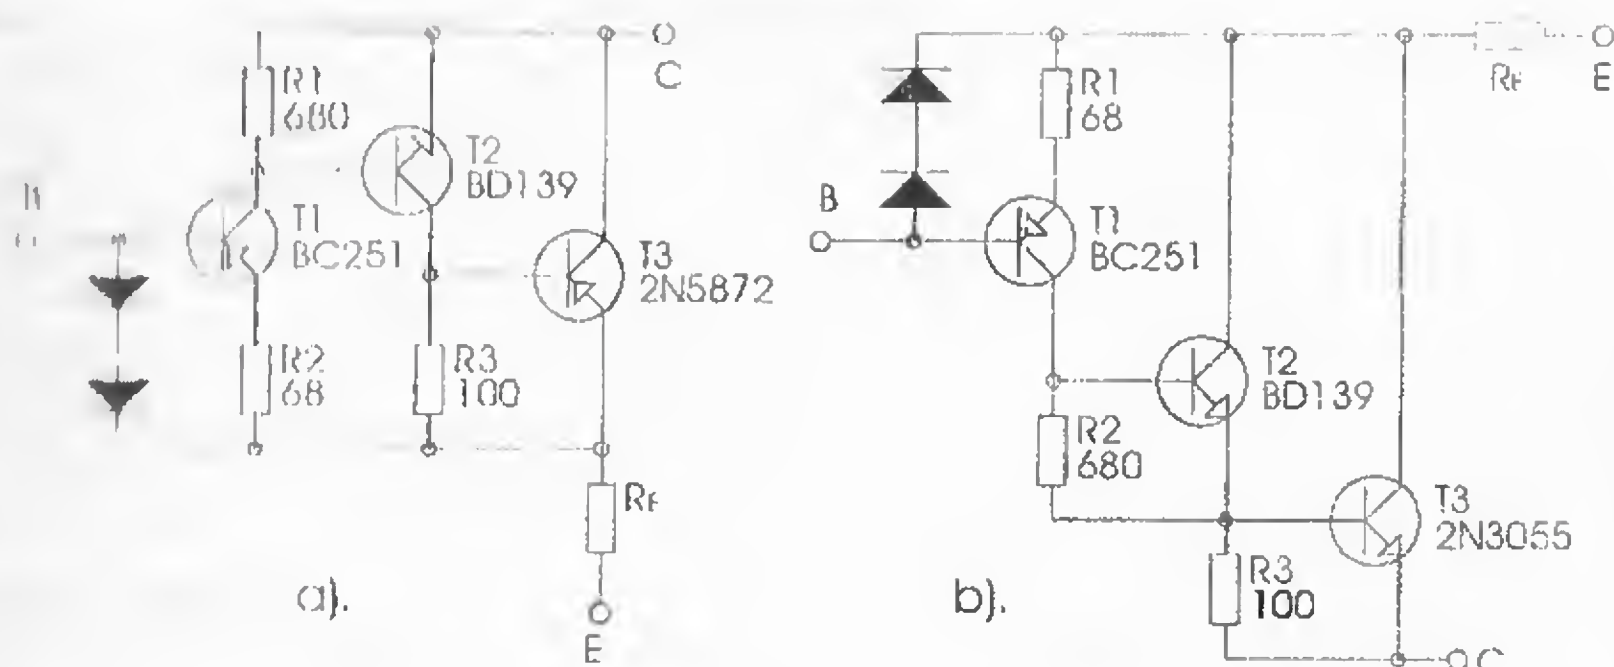 C
R1
680
T2
BD139
T1
BC251
T3
2N5872
R2
68
R3
100
RE
E
a).
RE
E
R1
68
B
T1
BC251
T2
BD139
R2
680
T3
2N3055
R3
100
b).
C